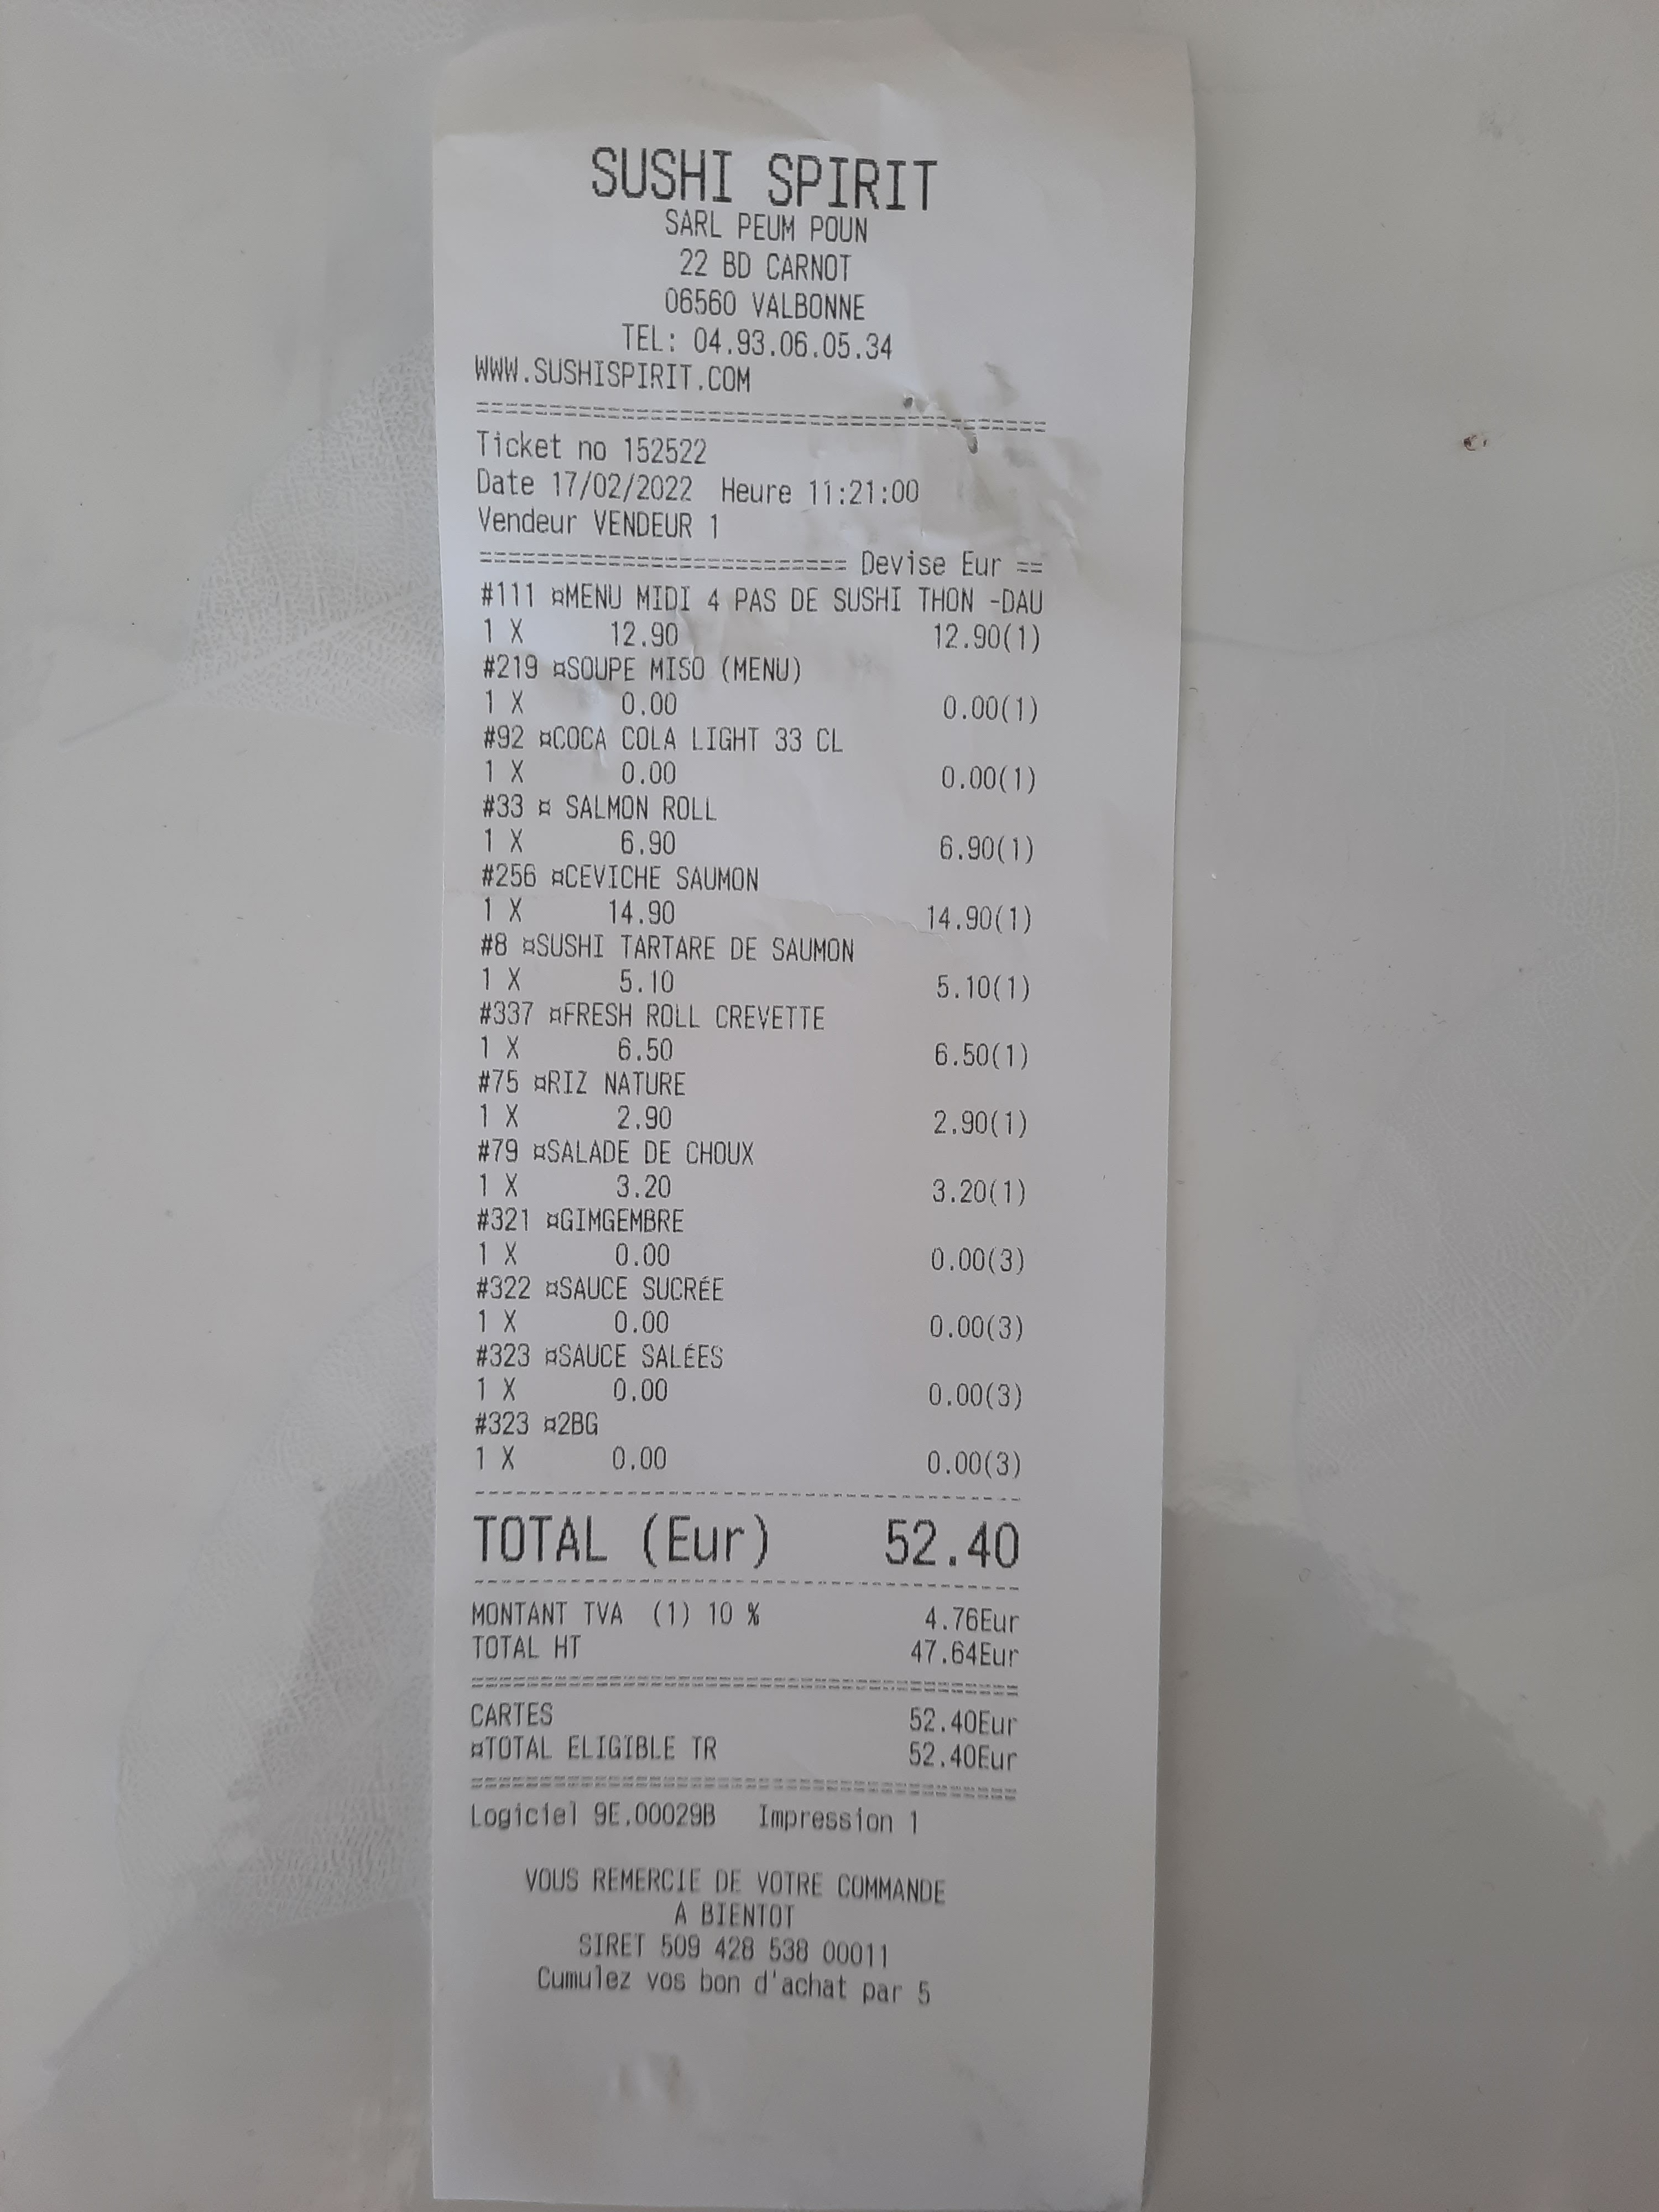 SUSHI SPIRIT
SARL PEUM POUN
22 BD CARNOT
06560 VALBONNE
TEL: 04.93.06.05.34
WWW.SUSHISPIRIT.COM
========================================
Ticket no 152522
Date 17/02/2022 Heure 11:21:00
Vendeur VENDEUR 1
========================== Devise Eur ==
#111 ¤MENU MIDI 4 PAS DE SUSHI THON -DAU
1 X 12.90 12.90(1)
#219 ¤SOUPE MISO (MENU)
1 X 0.00 0.00(1)
#92 ¤COCA COLA LIGHT 33 CL
1 X 0.00 0.00(1)
#33 ¤ SALMON ROLL
1 X 6.90 6.90(1)
#256 ¤CEVICHE SAUMON
1 X 14.90 14.90(1)
#8 ¤SUSHI TARTARE DE SAUMON
1 X 5.10 5.10(1)
#337 ¤FRESH ROLL CREVETTE
1 X 6.50 6.50(1)
#75 ¤RIZ NATURE
1 X 2.90 2.90(1)
#79 ¤SALADE DE CHOUX
1 X 3.20 3.20(1)
#321 ¤GIMGEMBRE
1 X 0.00 0.00(3)
#322 ¤SAUCE SUCRÉE
1 X 0.00 0.00(3)
#323 ¤SAUCE SALÉES
1 X 0.00 0.00(3)
#323 ¤2BG
1 X 0.00 0.00(3)
----------------------------------------
TOTAL (Eur) 52.40
----------------------------------------
MONTANT TVA (1) 10 % 4.76Eur
TOTAL HT 47.64Eur
========================================
CARTES 52.40Eur
¤TOTAL ELIGIBLE TR 52.40Eur
========================================
Logiciel 9E.00029B Impression 1
VOUS REMERCIE DE VOTRE COMMANDE
A BIENTOT
SIRET 509 428 538 00011
Cumulez vos bon d'achat par 5